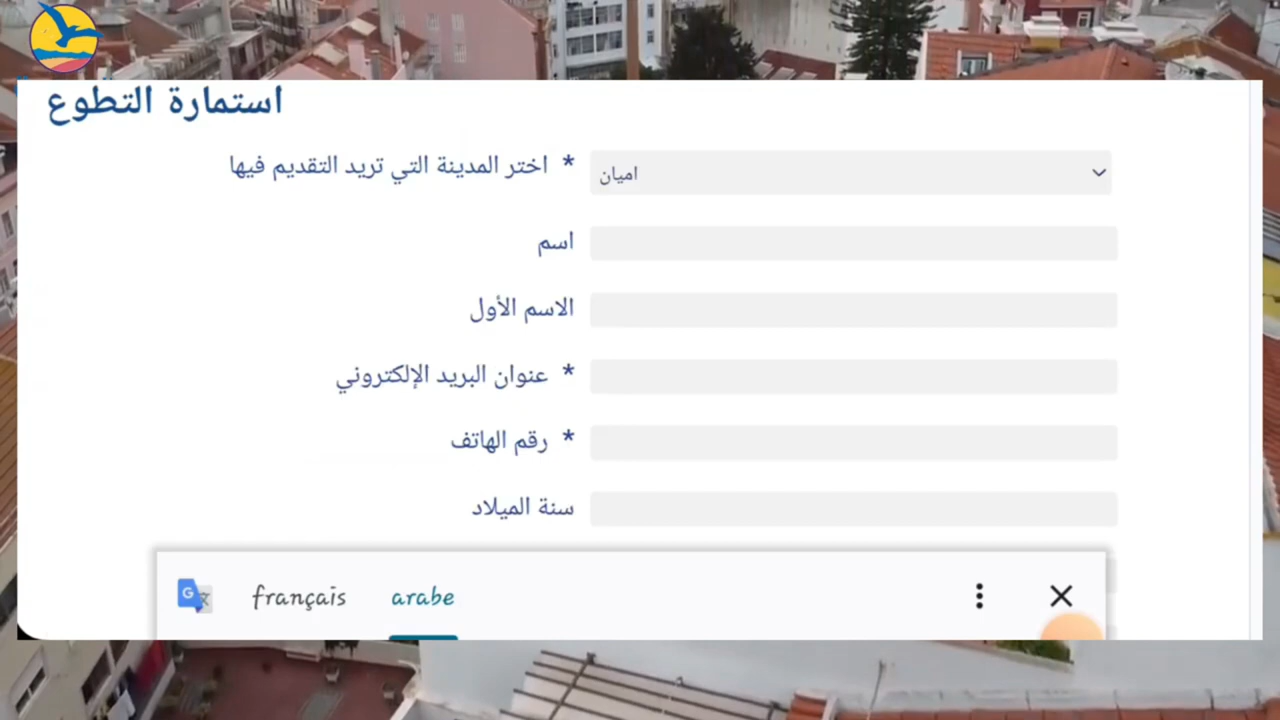 استمارة التطوع
* اختر المدينة التي تريد التقديم فيها
اميان
اسم
الاسم الأول
* عنوان البريد الإلكتروني
* رقم الهاتف
سنة الميلاد
G français arabe